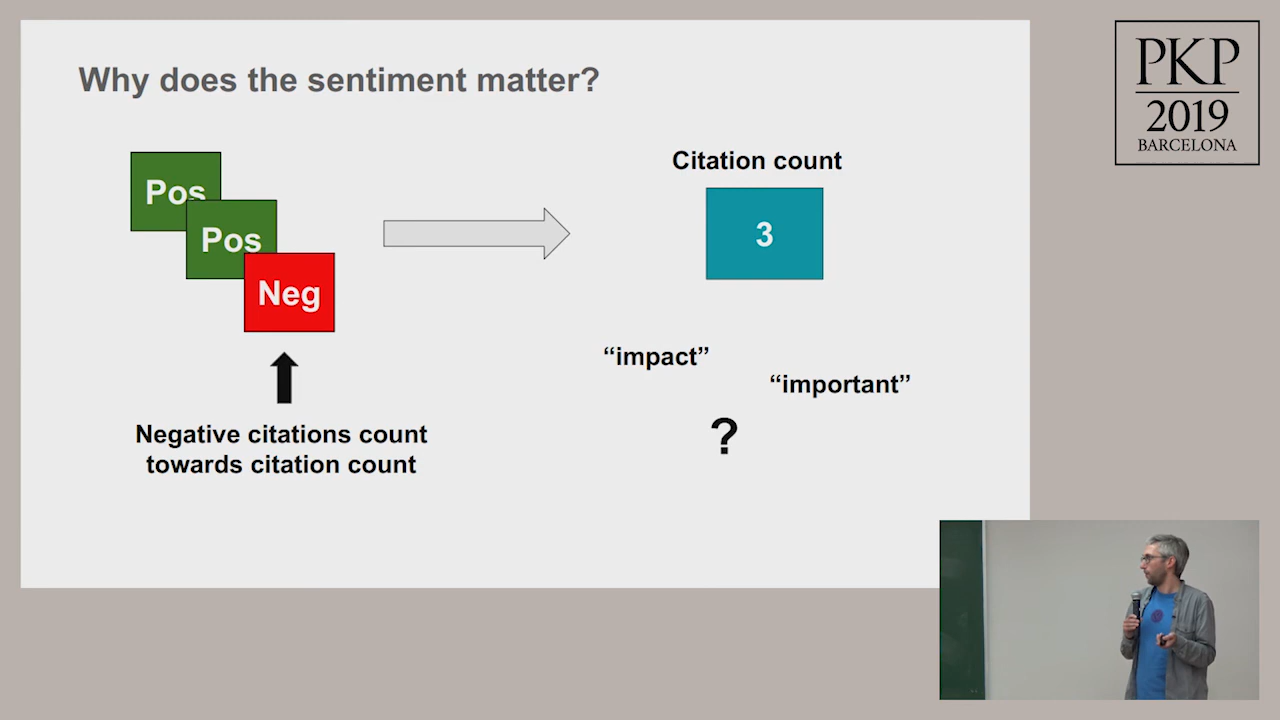 Why does the sentiment matter?
Pos
Pos
Neg
Negative citations count
towards citation count
Citation count
3
“impact”
“important”
?
PKP
2019
BARCELONA